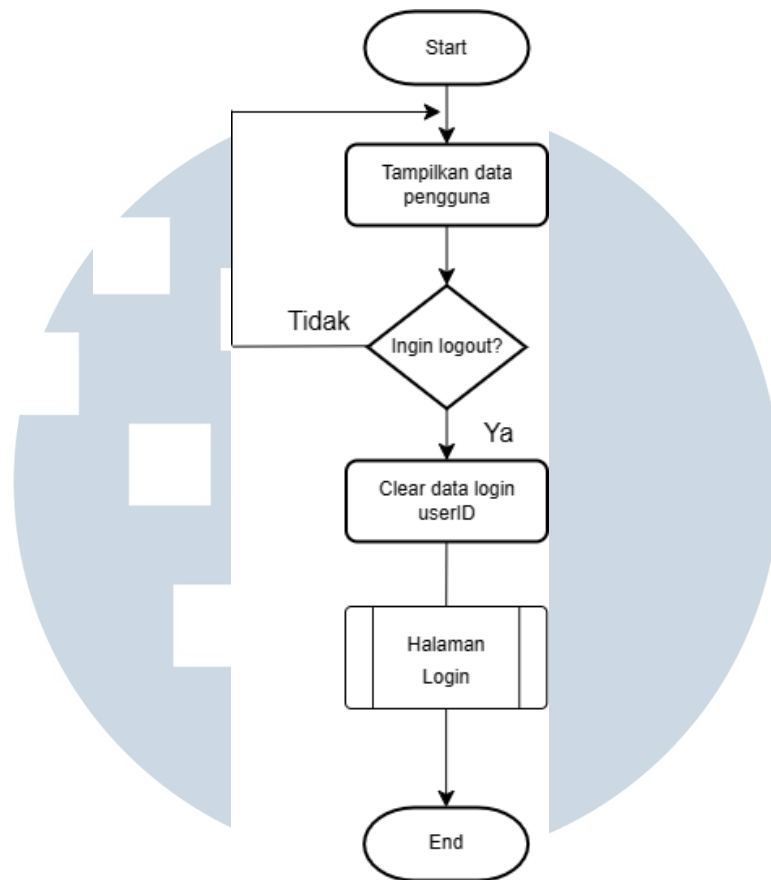 Start
Tampilkan data
pengguna
Tidak
Ingin logout?
Ya
Clear data login
userID
Halaman
Login
End